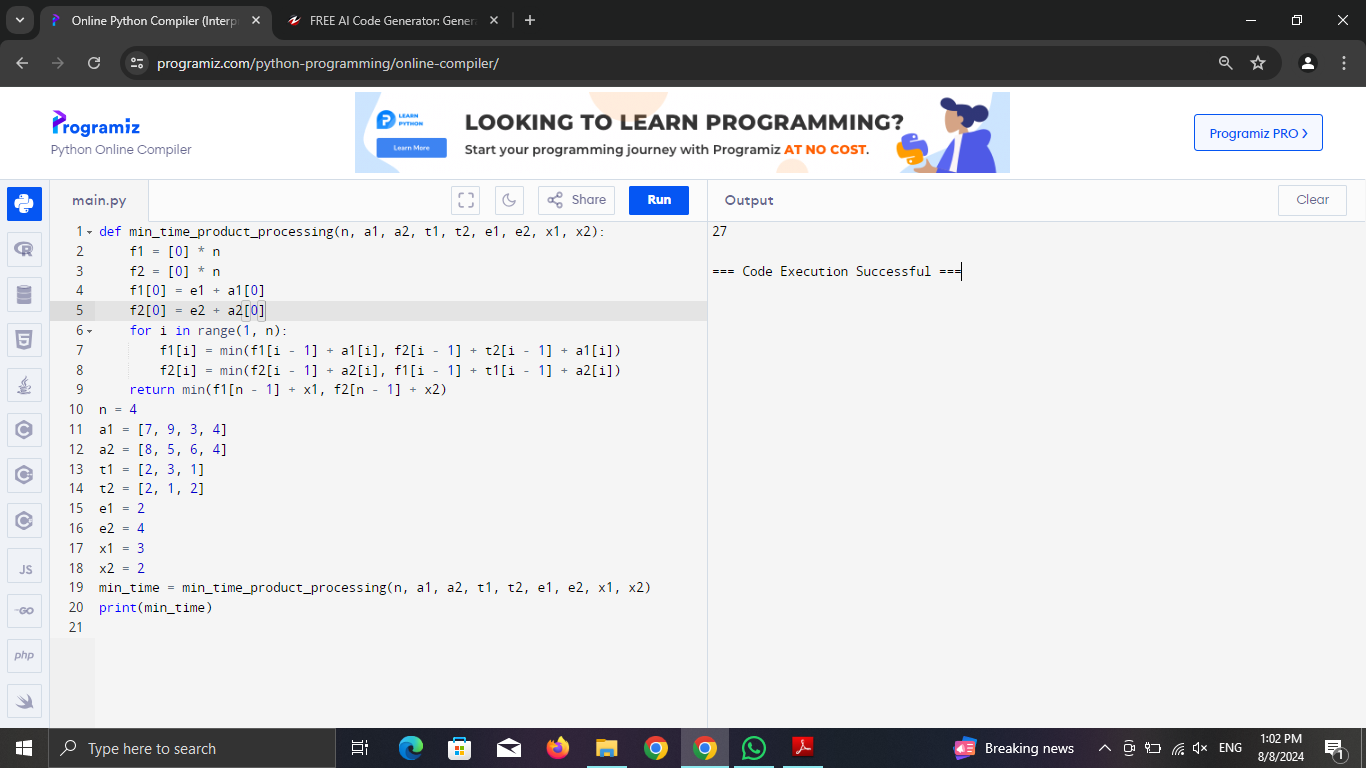 Online Python Compiler (Interp
FREE AI Code Generator: Genera
programiz.com/python-programming/online-compiler/
Programiz
Python Online Compiler
LEARN
PYTHON
Learn More
LOOKING TO LEARN PROGRAMMING?
Start your programming journey with Programiz AT NO COST.
Programiz PRO >
main.py
Share
Run
Output
Clear
1 def min_time_product_processing(n, a1, a2, t1, t2, e1, e2, x1, x2):
2     f1 = [0] * n
3     f2 = [0] * n
4     f1[0] = e1 + a1[0]
5     f2[0] = e2 + a2[0]
6     for i in range(1, n):
7         f1[i] = min(f1[i - 1] + a1[i], f2[i - 1] + t2[i - 1] + a1[i])
8         f2[i] = min(f2[i - 1] + a2[i], f1[i - 1] + t1[i - 1] + a2[i])
9     return min(f1[n - 1] + x1, f2[n - 1] + x2)
10 n = 4
11 a1 = [7, 9, 3, 4]
12 a2 = [8, 5, 6, 4]
13 t1 = [2, 3, 1]
14 t2 = [2, 1, 2]
15 e1 = 2
16 e2 = 4
17 x1 = 3
18 x2 = 2
19 min_time = min_time_product_processing(n, a1, a2, t1, t2, e1, e2, x1, x2)
20 print(min_time)
21
27
=== Code Execution Successful ===
JS
GO
php
Type here to search
Breaking news
ENG
1:02 PM
8/8/2024
1